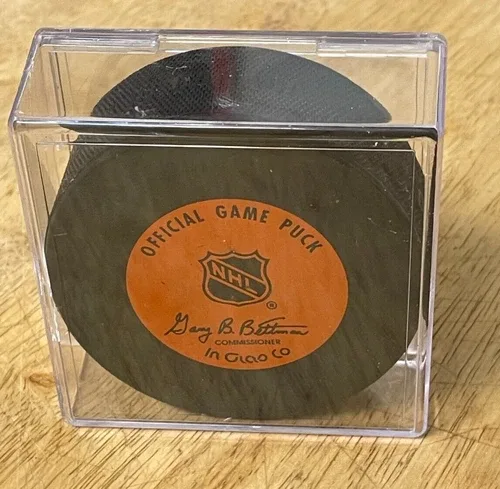 OFFICIAL GAME PUCK
NHL
®
Gary B. Bettman
COMMISSIONER
In Glas Co